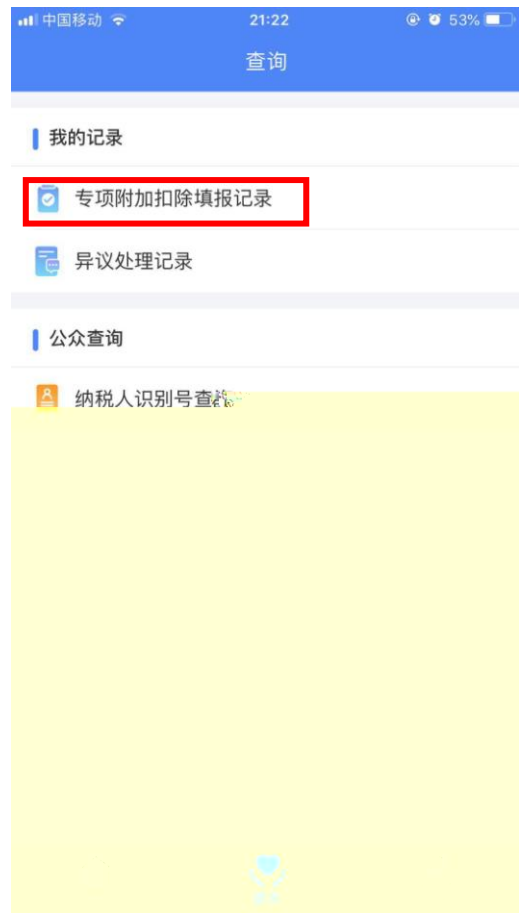 中国移动 21:22 53%
查询
我的记录
专项附加扣除填报记录
异议处理记录
公众查询
纳税人识别号查